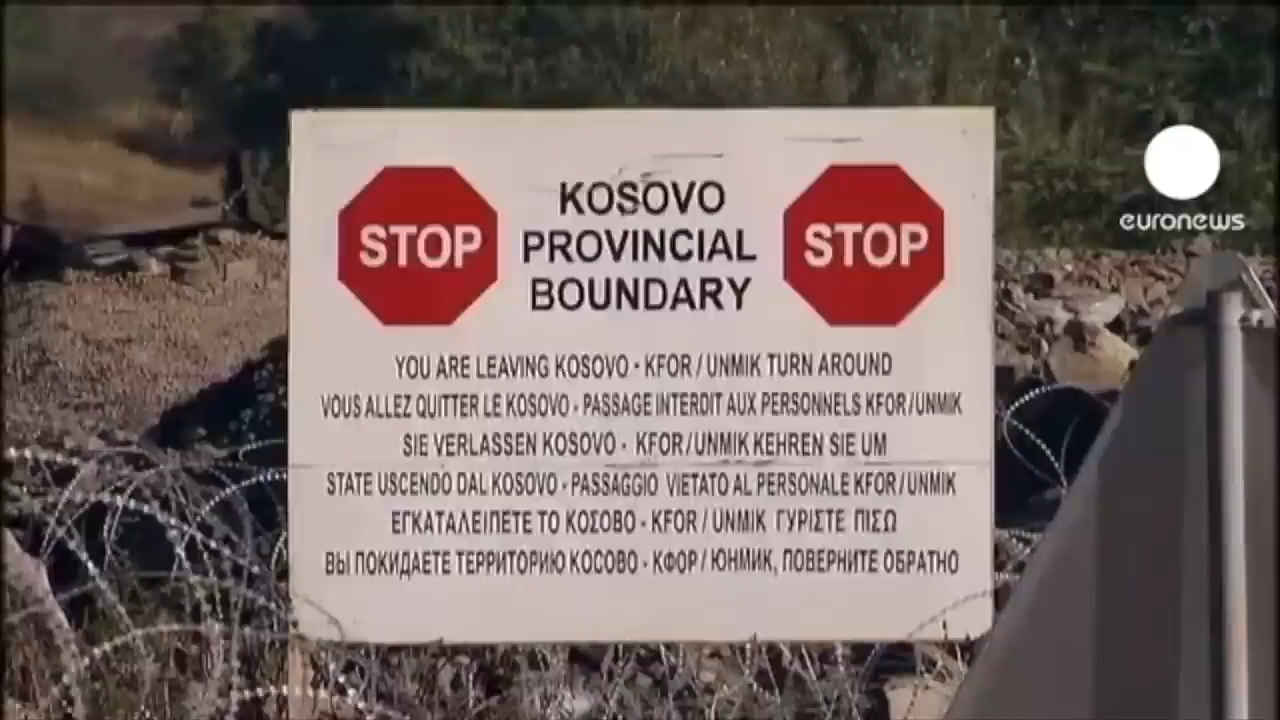 STOP
KOSOVO
PROVINCIAL
BOUNDARY
STOP
euronews
YOU ARE LEAVING KOSOVO - KFOR / UNMIK TURN AROUND
VOUS ALLEZ QUITTER LE KOSOVO - PASSAGE INTERDIT AUX PERSONNELS KFOR / UNMIK
SIE VERLASSEN KOSOVO - KFOR / UNMIK KEHREN SIE UM
STATE USCENDO DAL KOSOVO - PASSAGGIO VIETATO AL PERSONALE KFOR / UNMIK
ΕΓΚΑΤΑΛΕΙΠΕΤΕ ΤΟ ΚΟΣΟΒΟ - KFOR / UNMIK ΓΥΡΙΣΤΕ ΠΙΣΩ
ВЫ ПОКИДАЕТЕ ТЕРРИТОРИЮ КОСОВО - КФОР / ЮНМИК, ПОВЕРНИТЕ ОБРАТНО